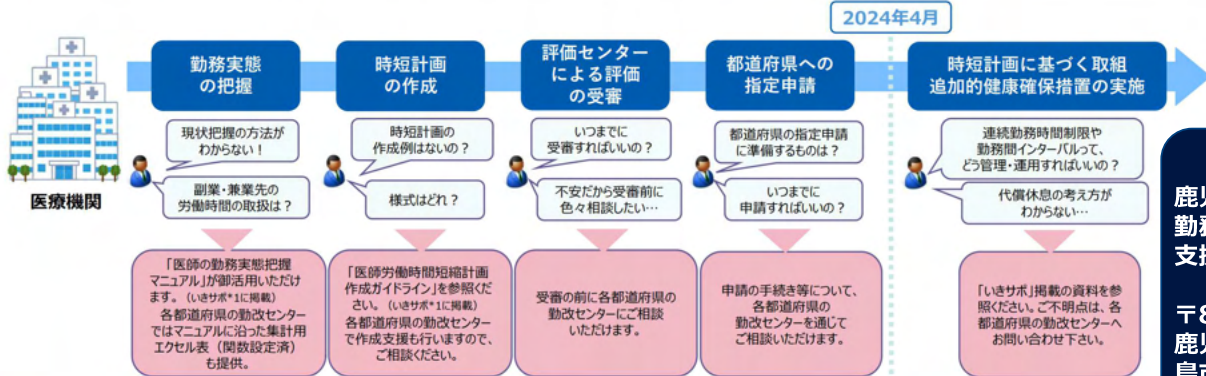 2024年4月
勤務実態
の把握
時短計画
の作成
評価センター
による評価
の受審
都道府県への
指定申請
時短計画に基づく取組
追加的健康確保措置の実施
医療機関
現状把握の方法が
わからない！
副業・兼業先の
労働時間の取扱は？
時短計画の
作成例はないの？
様式はどれ？
いつまでに
受審すればいいの？
不安だから受審前に
色々相談したい…
都道府県の指定申請
に準備するものは？
いつまでに
申請すればいいの？
連続勤務時間制限や
勤務間インターバルって、
どう管理・運用すればいいの？
代償休息の考え方が
わからない…
「医師の勤務実態把握
マニュアル」が御活用いただけ
ます。（いきサポ*1に掲載）
各都道府県の勤改センター
ではマニュアルに沿った集計用
エクセル表（関数設定済）
も提供。
「医師労働時間短縮計画
作成ガイドライン」を参照くだ
さい。（いきサポ*1に掲載）
各都道府県の勤改センター
で作成支援も行いますので、
ご相談ください。
受審の前に各都道府県の
勤改センターにご相談
いただけます。
申請の手続き等について、
各都道府県の
勤改センターを通じて
ご相談いただけます。
「いきサポ」掲載の資料を参
照ください。ご不明点は、各
都道府県の勤改センターへ
お問い合わせ下さい。
鹿児
勤務
支援
〒8
鹿児
島市